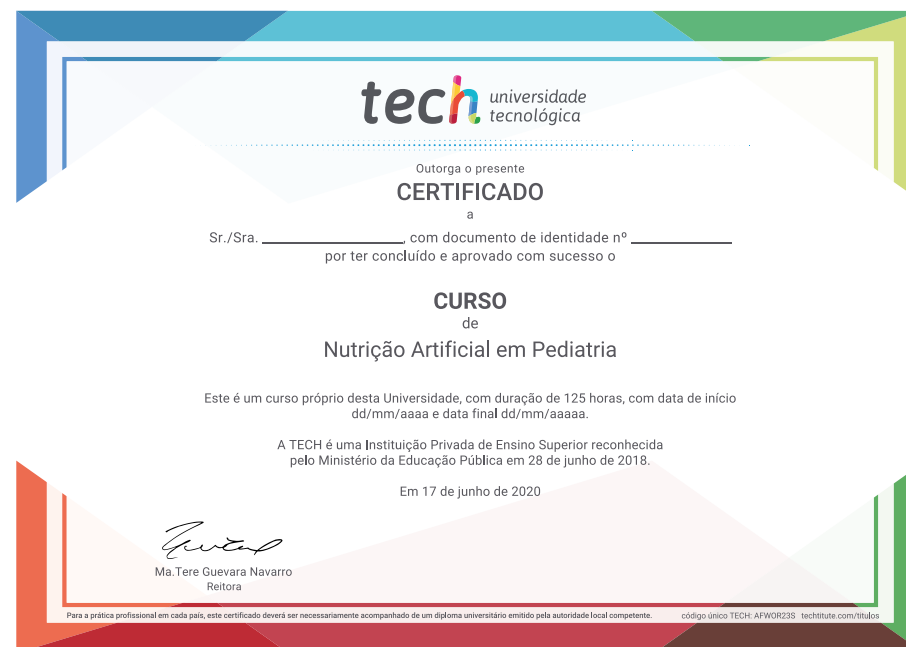 tech universidade
tecnológica
Outorga o presente
CERTIFICADO
a
Sr./Sra. ________________, com documento de identidade nº ____________
por ter concluído e aprovado com sucesso o
CURSO
de
Nutrição Artificial em Pediatria
Este é um curso próprio desta Universidade, com duração de 125 horas, com data de início
dd/mm/aaaa e data final dd/mm/aaaaa.
A TECH é uma Instituição Privada de Ensino Superior reconhecida
pelo Ministério da Educação Pública em 28 de junho de 2018.
Em 17 de junho de 2020
Ma.Tere Guevara Navarro
Reitora
Para a prática profissional em cada país, este certificado deverá ser necessariamente acompanhado de um diploma universitário emitido pela autoridade local competente. código único TECH: AFWOR23S techtitute.com/titulos